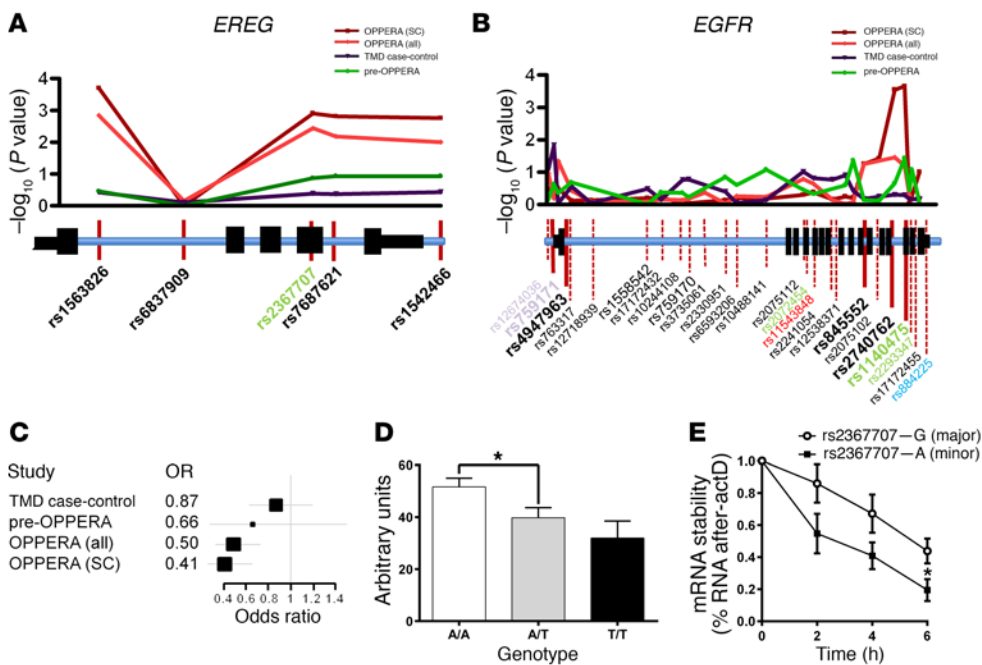 A
EREG
OPPERA (SC)
OPPERA (all)
TMD case-control
pre-OPPERA
–log10 (P value)
4
3
2
1
0
rs1563826
rs6837909
rs2367707
rs7687621
rs1542466
B
EGFR
OPPERA (SC)
OPPERA (all)
TMD case-control
pre-OPPERA
–log10 (P value)
4
3
2
1
0
rs12674036
rs759171
rs4947963
rs763317
rs12718939
rs11558542
rs17172432
rs10244108
rs759170
rs3735061
rs2330951
rs6593206
rs10488141
rs2075112
rs2072454
rs11543848
rs2241054
rs12538371
rs845552
rs2075102
rs2740762
rs1140475
rs2293347
rs17172455
rs884225
C
Study OR
TMD case-control 0.87
pre-OPPERA 0.66
OPPERA (all) 0.50
OPPERA (SC) 0.41
0.4 0.6 0.8 1 1.2 1.4
Odds ratio
D
*
Arbitrary units
60
40
20
0
A/A A/T T/T
Genotype
E
rs2367707—G (major)
rs2367707—A (minor)
mRNA stability
(% RNA after-actD)
1.0
0.8
0.6
0.4
0.2
0.0
*
0 2 4 6
Time (h)